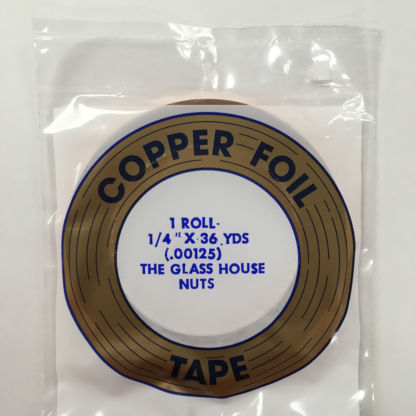 COPPER FOIL
1 ROLL-
1/4" X 36 YDS
(.00125)
THE GLASS HOUSE
NUTS
TAPE